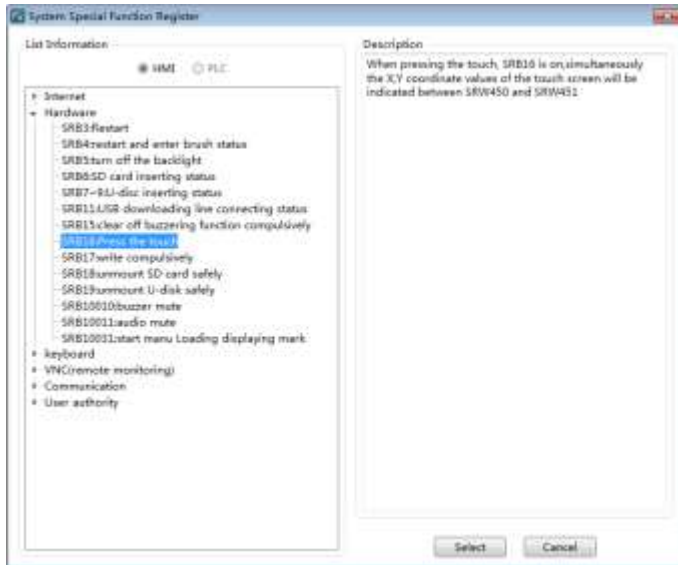 System Special Function Register
List Information
HMI PLC
Internet
Hardware
SRB3:Restart
SRB4:restart and enter brush status
SRB5:turn off the backlight
SRB6:SD card inserting status
SRB7~9:U-disc inserting status
SRB11:USB downloading line connecting status
SRB15:clear off buzzering function compulsively
SRB16:Press the touch
SRB17:write compulsively
SRB18:unmount SD card safely
SRB19:unmount U-disk safely
SRB10010:buzzer mute
SRB10011:audio mute
SRB10031:start manu Loading displaying mark
keyboard
VNC(remote monitoring)
Communication
User authority
Description
When pressing the touch, SRB16 is on,simultaneously
the X,Y coordinate values of the touch screen will be
indicated between SRW450 and SRW451
Select Cancel